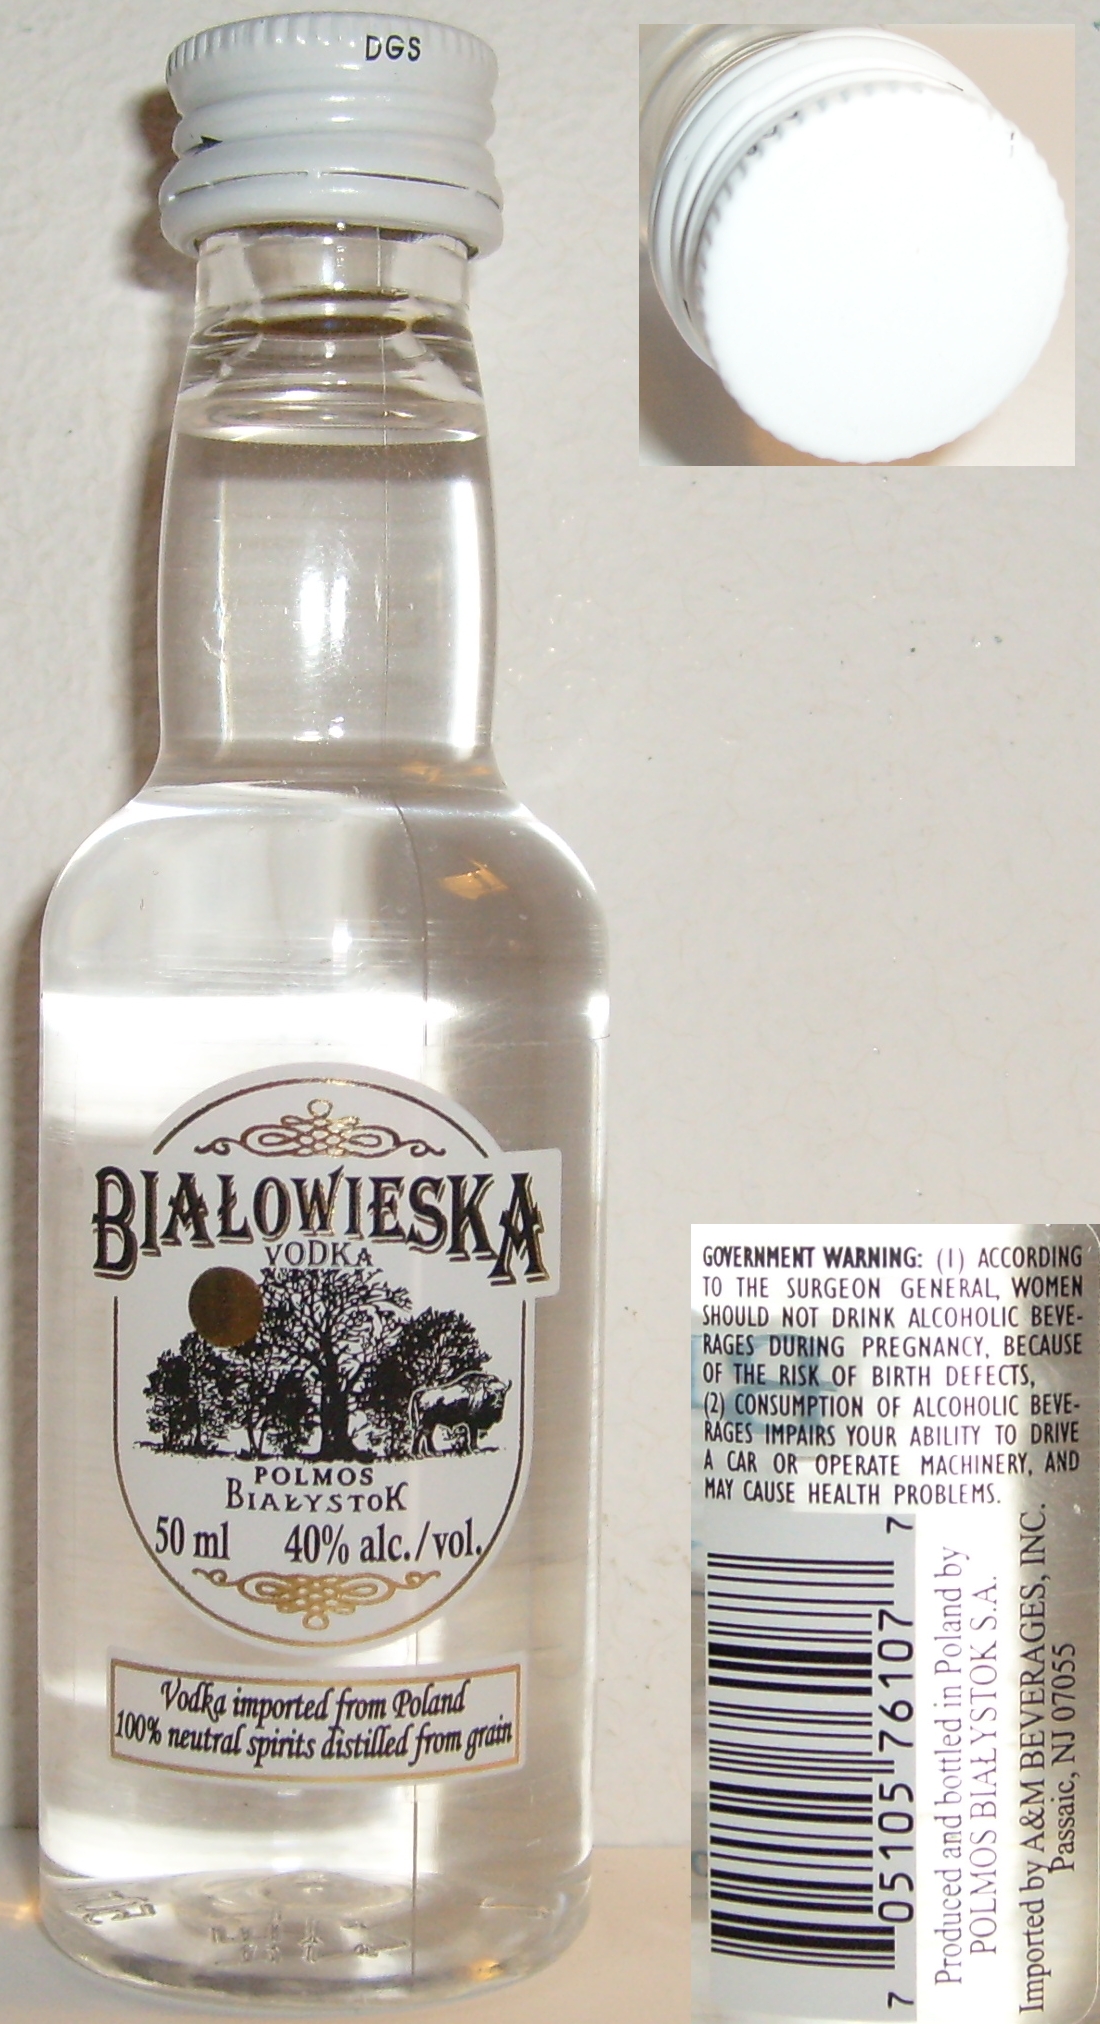 DGS
BIAŁOWIESKA
VODKA
POLMOS
BIAŁYSTOK
50 ml 40% alc./vol.
Vodka imported from Poland
100% neutral spirits distilled from grain
GOVERNMENT WARNING: (1) ACCORDING
TO THE SURGEON GENERAL, WOMEN
SHOULD NOT DRINK ALCOHOLIC BEVE-
RAGES DURING PREGNANCY, BECAUSE
OF THE RISK OF BIRTH DEFECTS,
(2) CONSUMPTION OF ALCOHOLIC BEVE-
RAGES IMPAIRS YOUR ABILITY TO DRIVE
A CAR OR OPERATE MACHINERY, AND
MAY CAUSE HEALTH PROBLEMS.
7 05105 76107 7
Produced and bottled in Poland by
POLMOS BIAŁYSTOK S.A.
Imported by A&M BEVERAGES, INC.
Passaic, NJ 07055